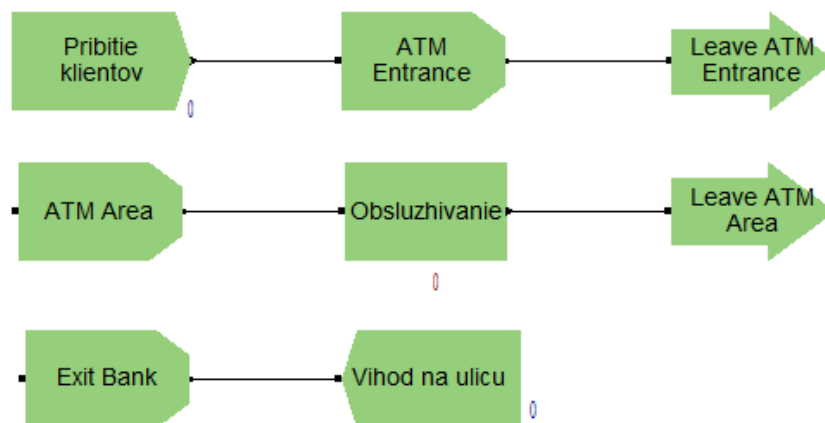 Pribitie
klientov
ATM
Entrance
Leave ATM
Entrance
0
ATM Area
Obsluzhivanie
Leave ATM
Area
0
Exit Bank
Vihod na ulicu
0